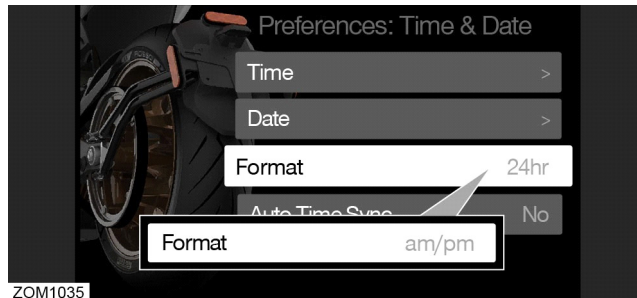 Preferences: Time & Date
Time >
Date >
Format 24hr
Auto Time Sync No
Format am/pm
ZOM1035